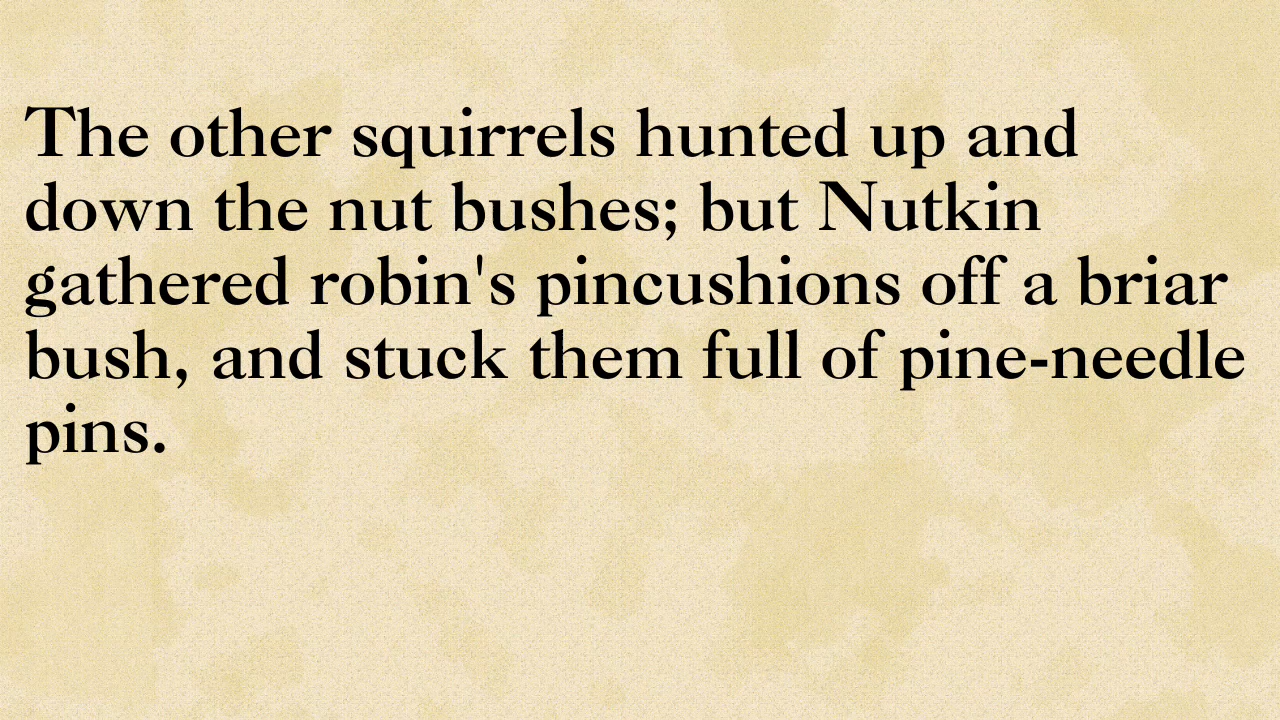 The other squirrels hunted up and
down the nut bushes; but Nutkin
gathered robin's pincushions off a briar
bush, and stuck them full of pine-needle
pins.